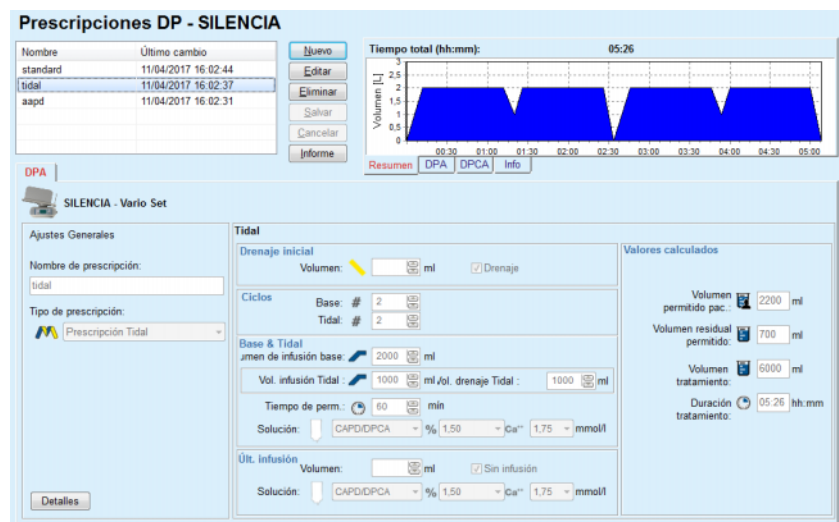 Prescripciones DP - SILENCIA
Nombre Último cambio
standard 11/04/2017 16:02:44
tidal 11/04/2017 16:02:37
aapd 11/04/2017 16:02:31
Nuevo
Editar
Eliminar
Salvar
Cancelar
Informe
Tiempo total (hh:mm): 05:26
Volumen [L]
3
2,5
2
1,5
1
0,5
0
00:30 01:00 01:30 02:00 02:30 03:00 03:30 04:00 04:30 05:00
Resumen DPA DPCA Info
DPA
SILENCIA - Vario Set
Ajustes Generales
Nombre de prescripción:
tidal
Tipo de prescripción:
Prescripción Tidal
Detalles
Tidal
Drenaje inicial
Volumen: ml Drenaje
Ciclos
Base: # 2
Tidal: # 2
Base & Tidal
umen de infusión base: 2000 ml
Vol. infusión Tidal : 1000 ml /ol. drenaje Tidal : 1000 ml
Tiempo de perm.: 60 min
Solución: CAPD/DPCA % 1,50 Ca++ 1,75 mmol/l
Últ. infusión
Volumen: ml Sin infusión
Solución: CAPD/DPCA % 1,50 Ca++ 1,75 mmol/l
Valores calculados
Volumen permitido pac.: 2200 ml
Volumen residual permitido: 700 ml
Volumen tratamiento: 6000 ml
Duración tratamiento: 05:26 hh:mm